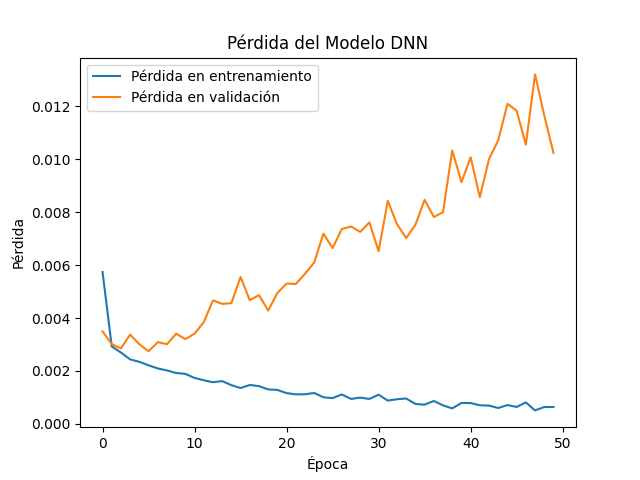 Pérdida del Modelo DNN
Pérdida en entrenamiento
Pérdida en validación
Pérdida
0.012
0.010
0.008
0.006
0.004
0.002
0.000
0
10
20
30
40
50
Época